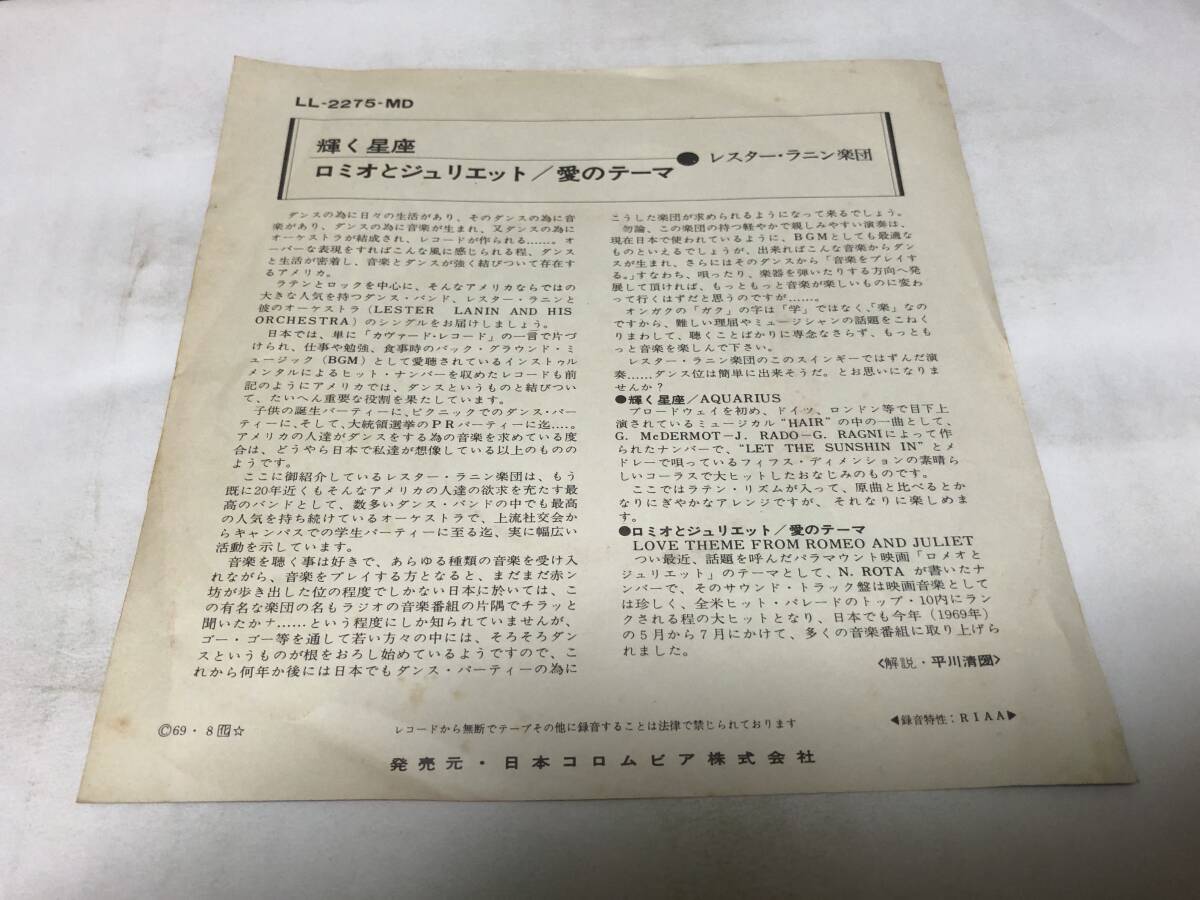 LL-2275-MD
輝く星座
ロミオとジュリエット/愛のテーマ
●レスター・ラニン楽団
ダンスの為に日々の生活があり、そのダンスの為に音
楽があり、ダンスの為に音楽が生まれ、又ダンスの為に
オーケストラが結成され、レコードが作られる……。オ
ーバーな表現をすればこんな風に感じられる程、ダンス
と生活が密着し、音楽とダンスが強く結びついて存在す
るアメリカ。
ラテンとロックを中心に、そんなアメリカならではの
大きな人気を持つダンス・バンド、レスター・ラニンと
彼のオーケストラ(LESTER LANIN AND HIS
ORCHESTRA)のシングルをお届けしましょう。
日本では、単に「カヴァード・レコード」の一言で片づ
けられ、仕事や勉強、食事時のバック・グラウンド・ミ
ュージック(BGM)として愛聴されているインストゥル
メンタルによるヒット・ナンバーを収めたレコードも前
記のようにアメリカでは、ダンスというものと結びつい
て、たいへん重要な役割を果たしています。
子供の誕生パーティーに、ピクニックでのダンス・パー
ティーに、そして、大統領選挙のPRパーティーに迄……。
アメリカの人達がダンスをする為の音楽を求めている度
合は、どうやら日本で私達が想像している以上のものの
ようです。
ここに御紹介しているレスター・ラニン楽団は、もう
既に20年近くもそんなアメリカの人達の欲求を充たす最
高のバンドとして、数多いダンス・バンドの中でも最高
の人気を持ち続けているオーケストラで、上流社交会か
らキャンパスでの学生パーティーに至る迄、実に幅広い
活動を示しています。
音楽を聴く事は好きで、あらゆる種類の音楽を受け入
れながら、音楽をプレイする方となると、まだまだ赤ン
坊が歩き出した位の程度でしかない日本に於いては、こ
の有名な楽団の名もラジオの音楽番組の片隅でチラッと
聞いたかナ……という程度にしか知られていませんが、
ゴー・ゴー等を通して若い方々の中には、そろそろダン
スというものが根をおろし始めているようですので、こ
れから何年か後には日本でもダンス・パーティーの為に
こうした楽団が求められるようになって来るでしょう。
勿論、この楽団の持つ軽やかで親しみやすい演奏は、
現在日本で使われているように、BGMとしても最適な
ものといえるでしょうが、出来ればこんな音楽からダン
スが生まれ、さらにはそのダンスから「音楽をプレイす
る。」すなわち、唄ったり、楽器を弾いたりする方向へ発
展して頂ければ、もっともっと音楽が楽しいものに変わ
って行くはずだと思うのですが……。
オンガクの「ガク」の字は「学」ではなく、「楽」なの
ですから、難しい理屈やミュージシャンの話題をこねく
りまわして、聴くことばかりに専念なさらず、もっとも
っと音楽を楽しんで下さい。
レスター・ラニン楽団のこのスインギーではずんだ演
奏……ダンス位は簡単に出来そうだ。とお思いになりま
せんか?
●輝く星座/AQUARIUS
ブロードウェイを初め、ドイツ、ロンドン等で目下上
演されているミュージカル“HAIR”の中の一曲として、
G. McDERMOT–J. RADO–G. RAGNIによって作
られたナンバーで、“LET THE SUNSHIN IN”とメ
ドレーで唄っているフィフス・ディメンションの素晴ら
しいコーラスで大ヒットしたおなじみのものです。
ここではラテン・リズムが入って、原曲と比べるとか
なりにぎやかなアレンジですが、それなりに楽しめま
す。
●ロミオとジュリエット/愛のテーマ
LOVE THEME FROM ROMEO AND JULIET
つい最近、話題を呼んだパラマウント映画「ロメオと
ジュリエット」のテーマとして、N. ROTA が書いたナ
ンバーで、そのサウンド・トラック盤は映画音楽として
は珍しく、全米ヒット・パレードのトップ・10内にラン
クされる程の大ヒットとなり、日本でも今年(1969年)
の5月から7月にかけて、多くの音楽番組に取り上げら
れました。
〈解説・平川清圀〉
©69・8 ☆
レコードから無断でテープその他に録音することは法律で禁じられております
◀録音特性:RIAA▶
発売元・日本コロムビア株式会社